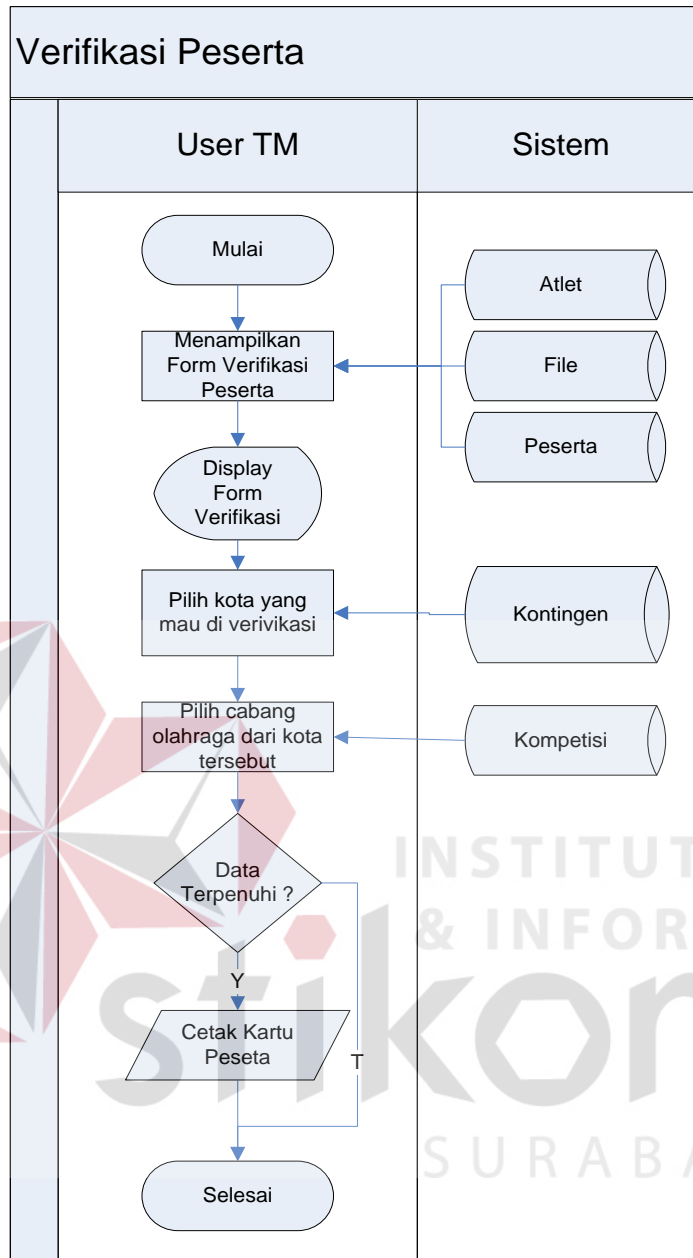 Verifikasi Peserta
User TM
Sistem
Mulai
Atlet
Menampilkan
Form Verifikasi
Peserta
File
Peserta
Display
Form
Verifikasi
Pilih kota yang
mau di verivikasi
Kontingen
Pilih cabang
olahraga dari kota
tersebut
Kompetisi
Data
Terpenuhi ?
Y
Cetak Kartu
Peseta
T
Selesai
INSTITUT
& INFOR
stikom
SURABA